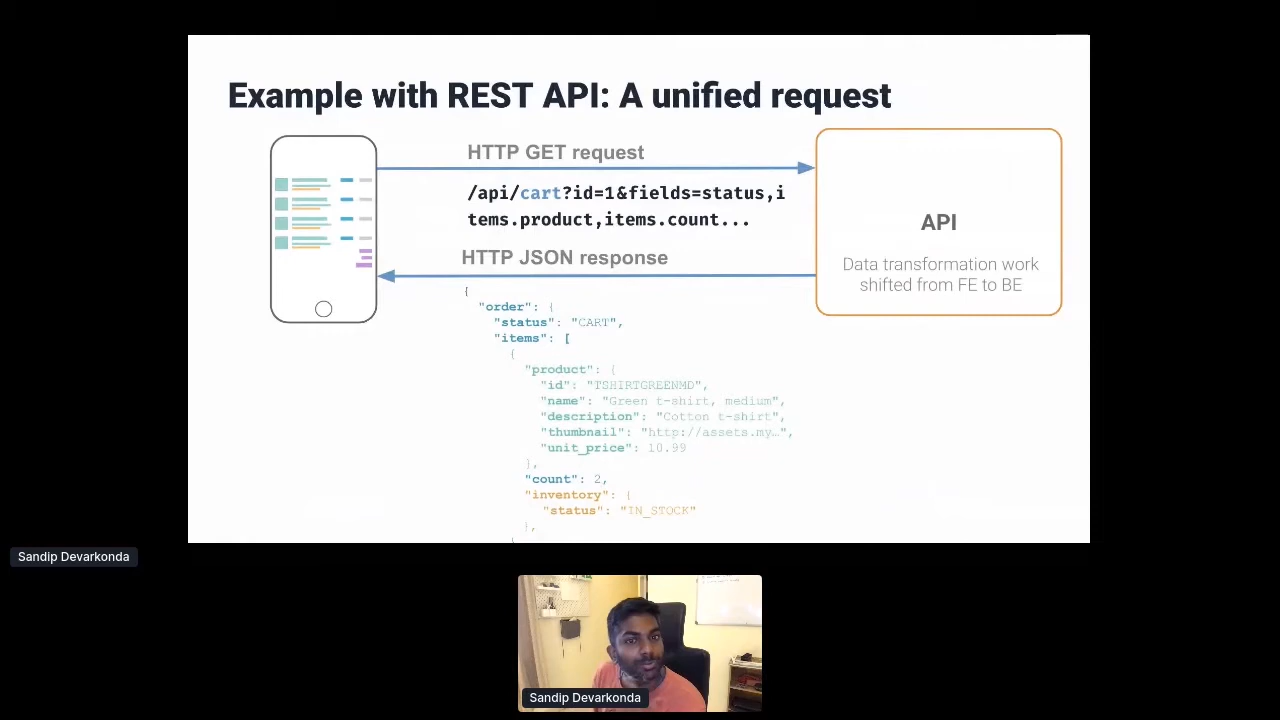 Example with REST API: A unified request
HTTP GET request
/api/cart?id=1&fields=status,i
tems.product,items.count...
HTTP JSON response
API
Data transformation work
shifted from FE to BE
{
"order": {
"status": "CART",
"items": [
{
"product": {
"id": "TSHIRTGREENMD",
"name": "Green t-shirt, medium",
"description": "Cotton t-shirt",
"thumbnail": "http://assets.my…",
"unit_price": 10.99
},
"count": 2,
"inventory": {
"status": "IN_STOCK"
},
Sandip Devarkonda
Sandip Devarkonda